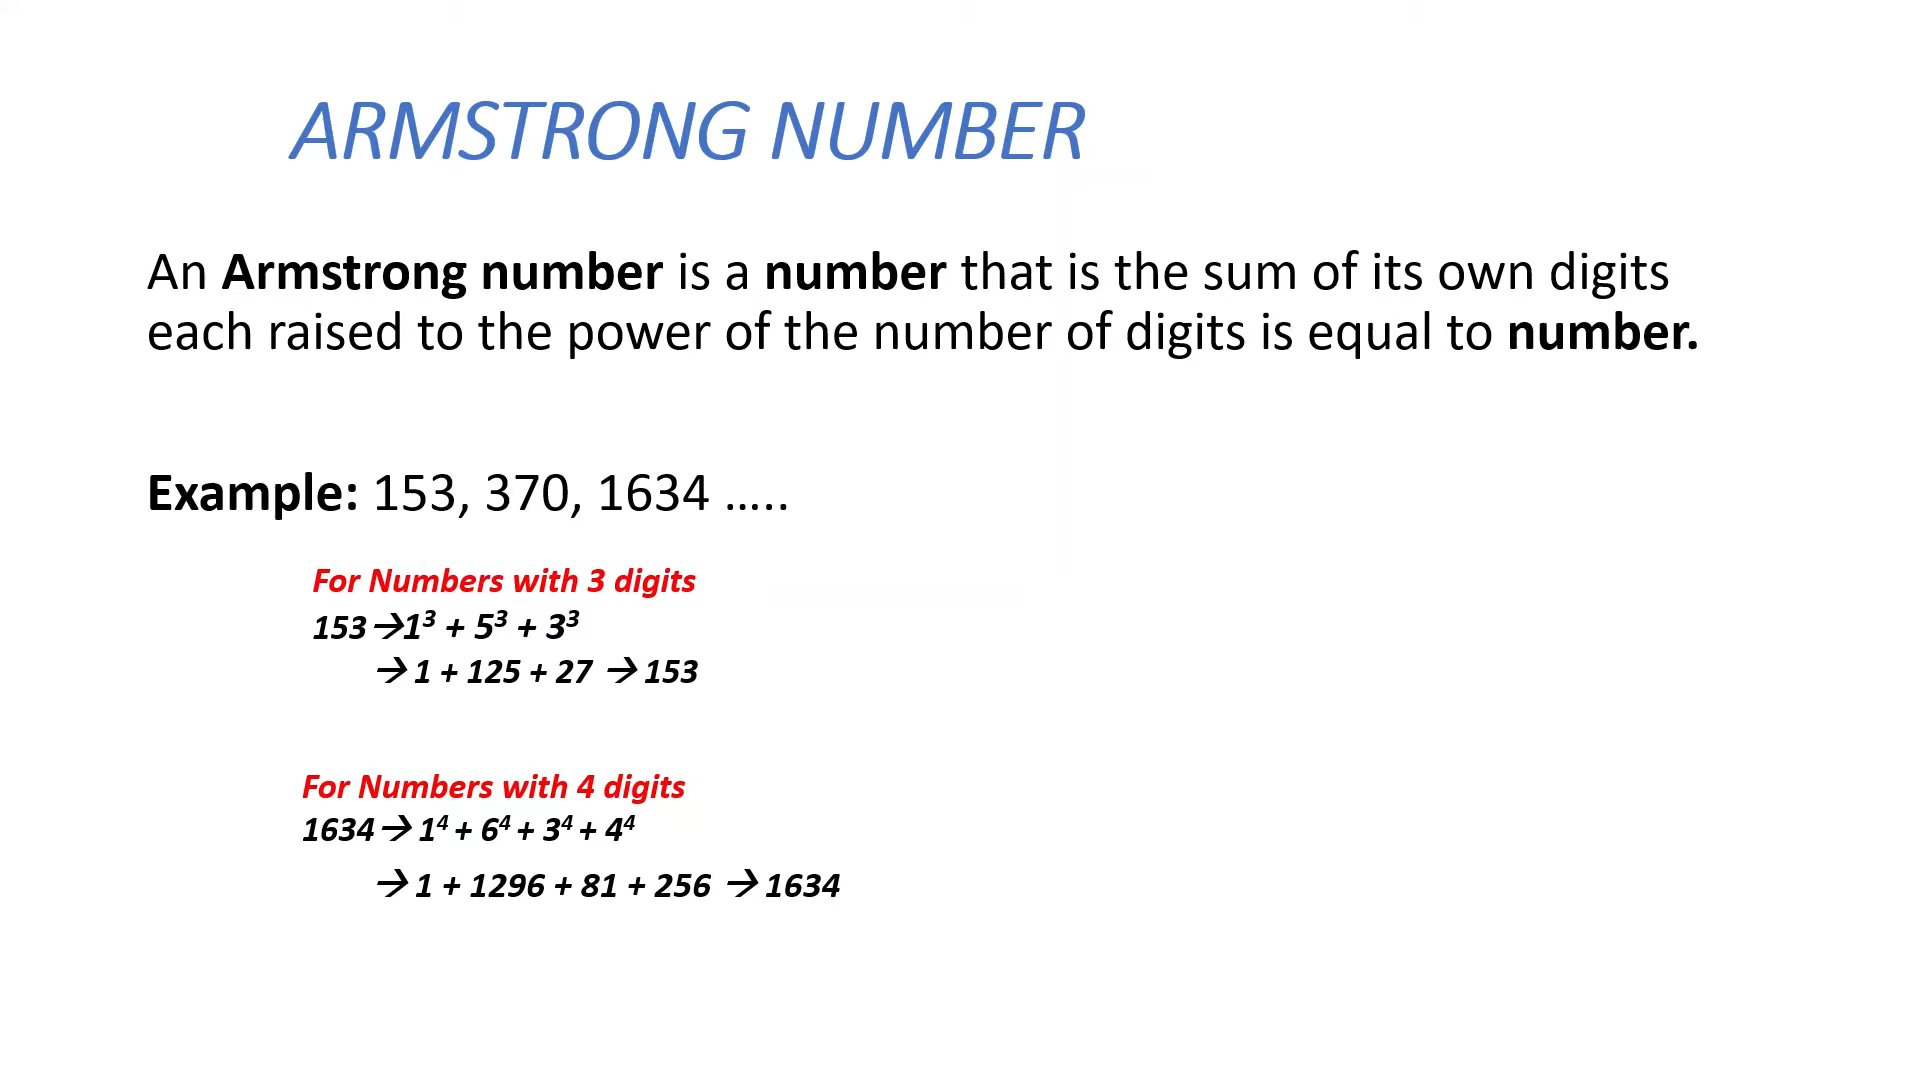 ARMSTRONG NUMBER
An Armstrong number is a number that is the sum of its own digits
each raised to the power of the number of digits is equal to number.
Example: 153, 370, 1634 .....
For Numbers with 3 digits
153→1³ + 5³ + 3³
→ 1 + 125 + 27 → 153
For Numbers with 4 digits
1634→ 1⁴ + 6⁴ + 3⁴ + 4⁴
→ 1 + 1296 + 81 + 256 → 1634